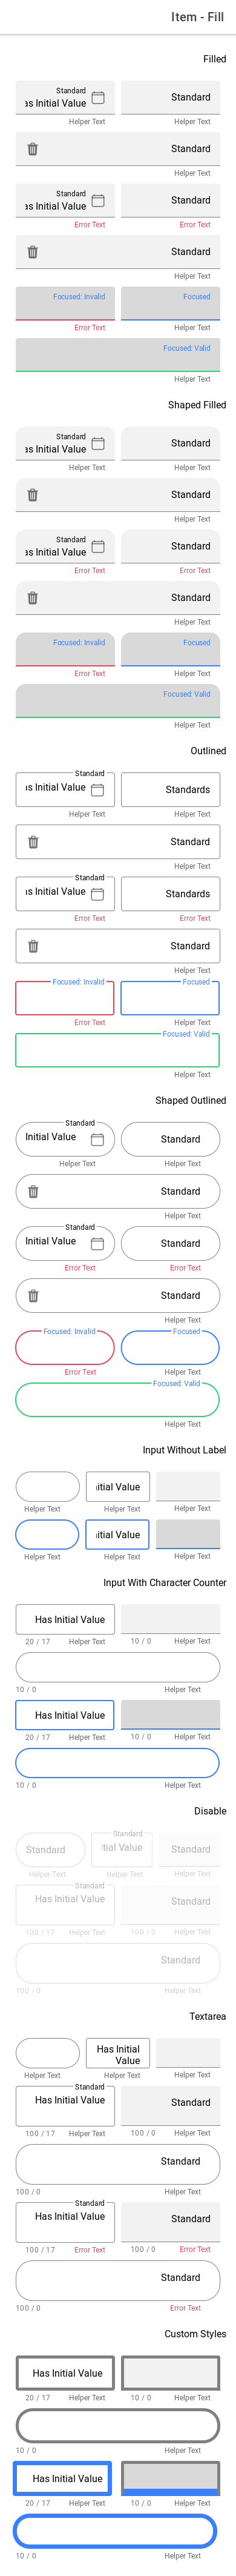 Item - Fill
Filled
Standard
as Initial Value
Standard
Helper Text
Helper Text
Standard
Helper Text
Standard
as Initial Value
Standard
Error Text
Error Text
Standard
Helper Text
Focused: Invalid
Focused
Error Text
Helper Text
Focused: Valid
Helper Text
Shaped Filled
Standard
as Initial Value
Standard
Helper Text
Helper Text
Standard
Helper Text
Standard
as Initial Value
Standard
Error Text
Error Text
Standard
Helper Text
Focused: Invalid
Focused
Error Text
Helper Text
Focused: Valid
Helper Text
Outlined
Standard
as Initial Value
Standards
Helper Text
Helper Text
Standard
Helper Text
Standard
as Initial Value
Standards
Error Text
Error Text
Standard
Helper Text
Focused: Invalid
Focused
Error Text
Helper Text
Focused: Valid
Helper Text
Shaped Outlined
Standard
Initial Value
Standard
Helper Text
Helper Text
Standard
Helper Text
Standard
Initial Value
Standard
Error Text
Error Text
Standard
Helper Text
Focused: Invalid
Focused
Error Text
Helper Text
Focused: Valid
Helper Text
Input Without Label
itial Value
Helper Text
Helper Text
Helper Text
itial Value
Helper Text
Helper Text
Helper Text
Input With Character Counter
Has Initial Value
20 / 17
Helper Text
10 / 0
Helper Text
10 / 0
Helper Text
Has Initial Value
20 / 17
Helper Text
10 / 0
Helper Text
10 / 0
Helper Text
Disable
Standard
Standard
itial Value
Standard
Helper Text
Helper Text
Helper Text
Standard
Has Initial Value
Standard
100 / 17
Helper Text
100 / 0
Helper Text
Standard
100 / 0
Helper Text
Textarea
Has Initial
Value
Helper Text
Helper Text
Helper Text
Standard
Has Initial Value
Standard
100 / 17
Helper Text
100 / 0
Helper Text
Standard
100 / 0
Helper Text
Standard
Has Initial Value
Standard
100 / 17
Error Text
100 / 0
Error Text
Standard
100 / 0
Error Text
Custom Styles
Has Initial Value
20 / 17
Helper Text
10 / 0
Helper Text
10 / 0
Helper Text
Has Initial Value
20 / 17
Helper Text
10 / 0
Helper Text
10 / 0
Helper Text